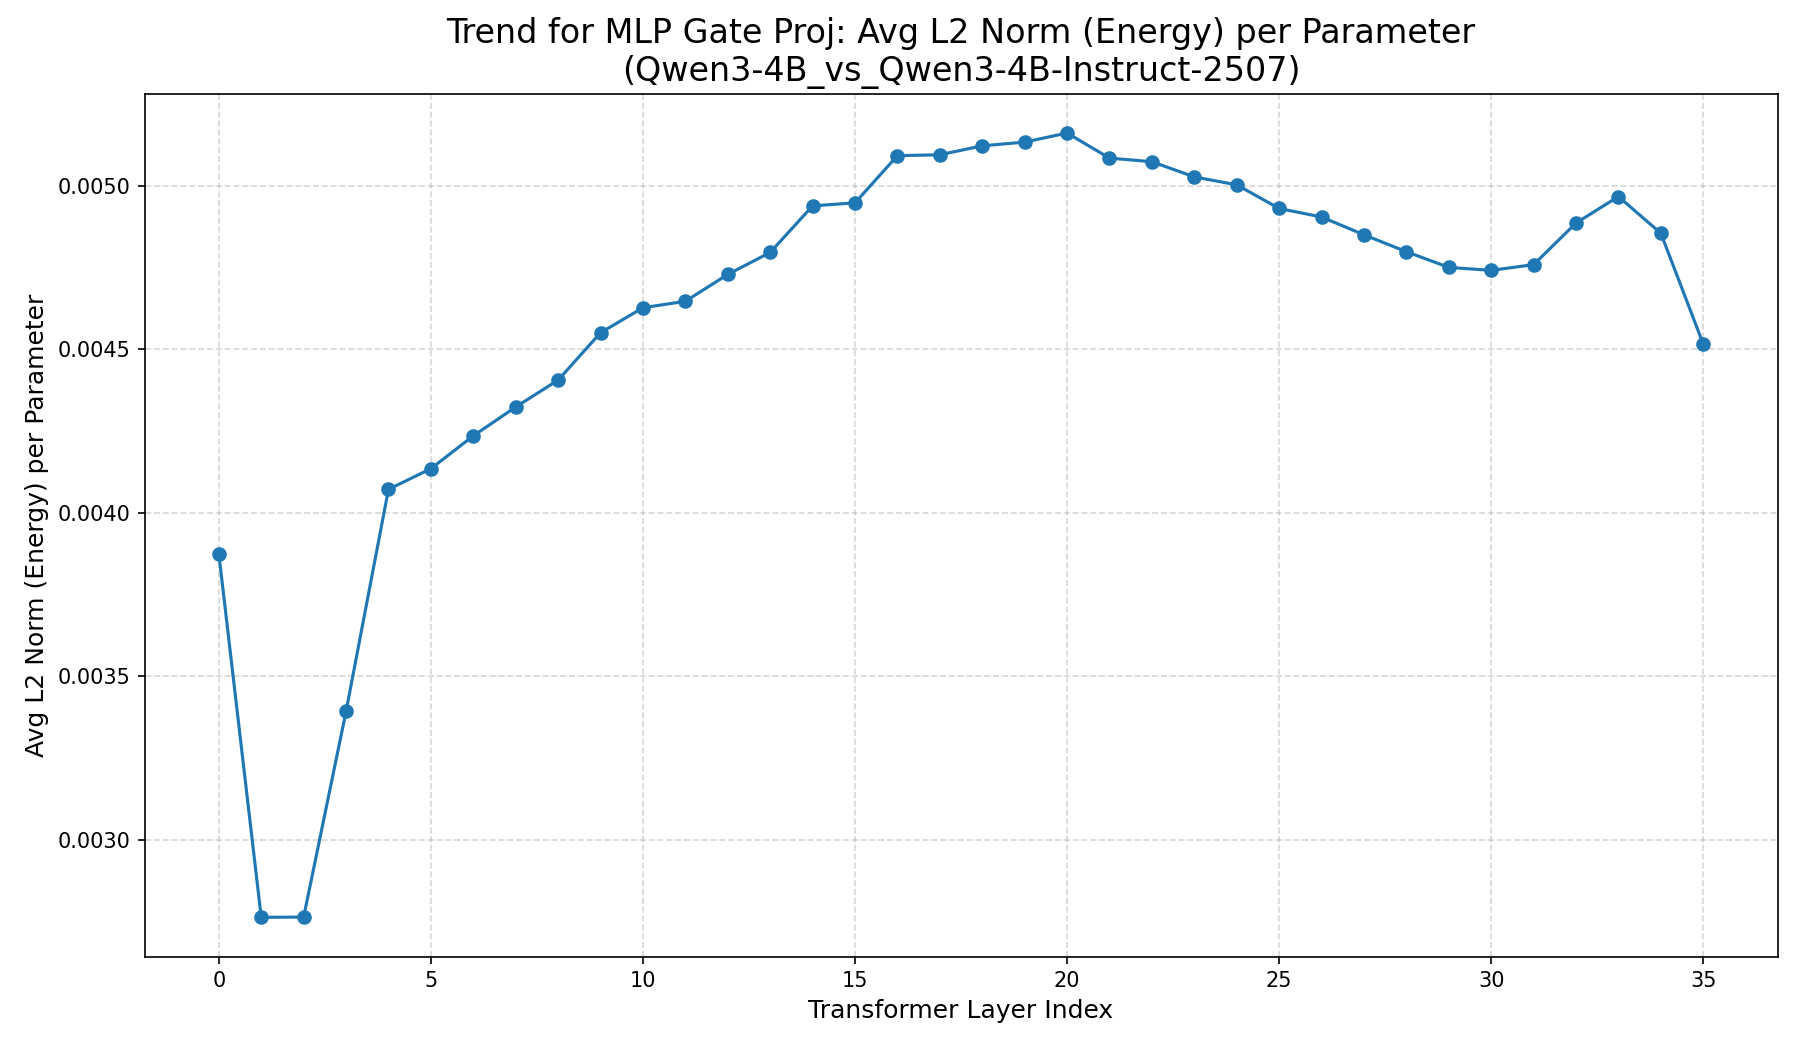 Trend for MLP Gate Proj: Avg L2 Norm (Energy) per Parameter
(Qwen3-4B_vs_Qwen3-4B-Instruct-2507)
Avg L2 Norm (Energy) per Parameter
0.0050
0.0045
0.0040
0.0035
0.0030
0 5 10 15 20 25 30 35
Transformer Layer Index